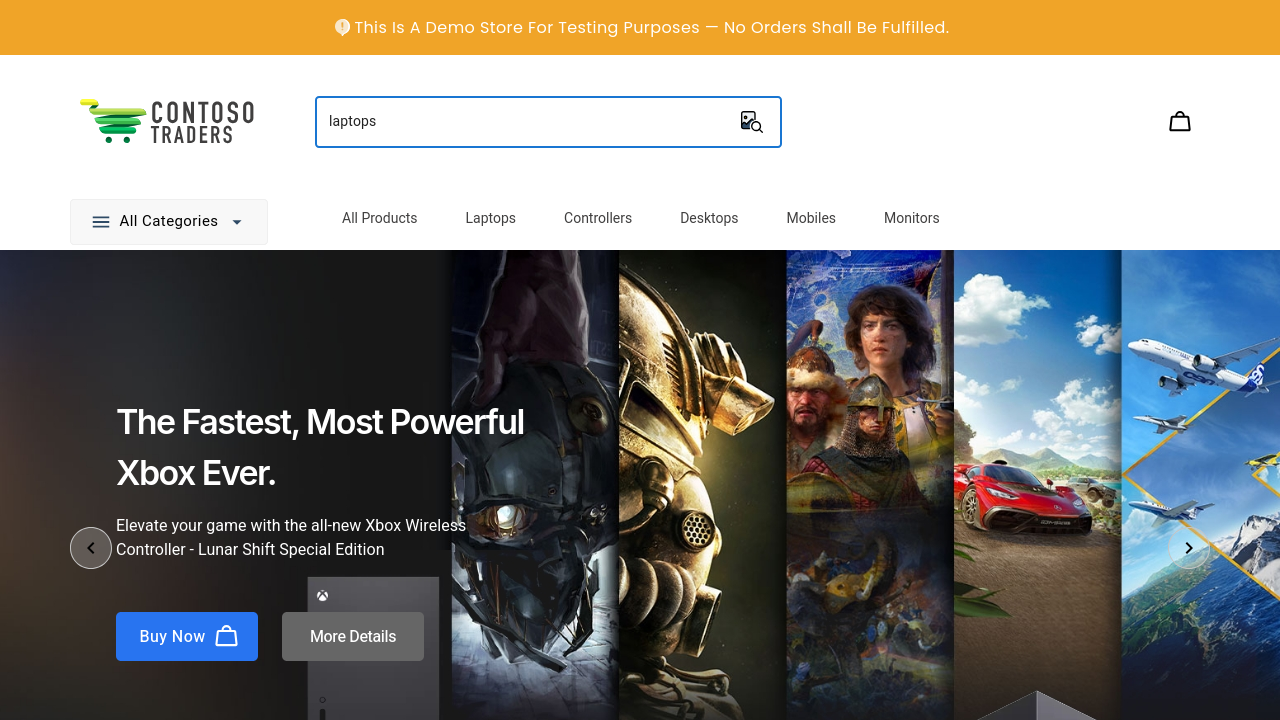 This Is A Demo Store For Testing Purposes — No Orders Shall Be Fulfilled.
CONTOSO
TRADERS
laptops
All Categories
All Products
Laptops
Controllers
Desktops
Mobiles
Monitors
The Fastest, Most Powerful
Xbox Ever.
Elevate your game with the all-new Xbox Wireless
Controller - Lunar Shift Special Edition
Buy Now
More Details